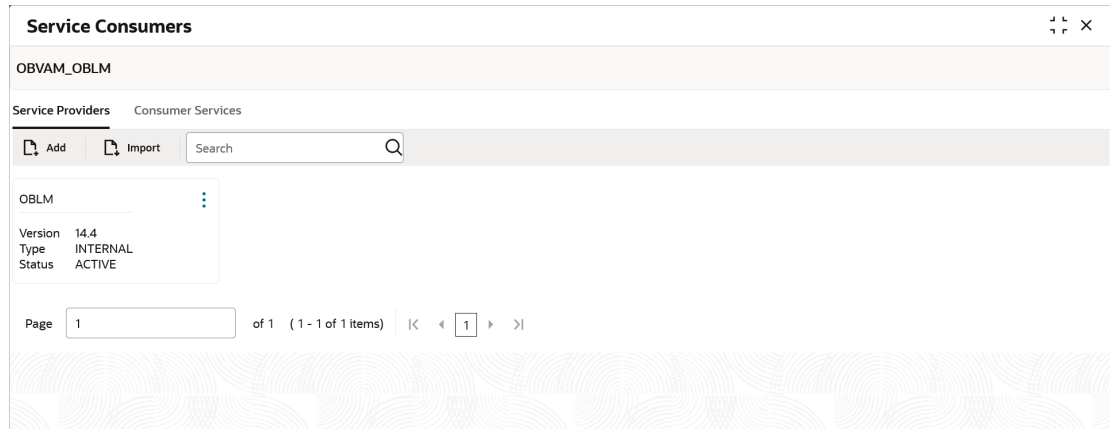 Service Consumers
OBVAM_OBLM
Service Providers Consumer Services
Add Import Search
OBLM
Version 14.4
Type INTERNAL
Status ACTIVE
Page 1 of 1 ( 1 - 1 of 1 items) 1